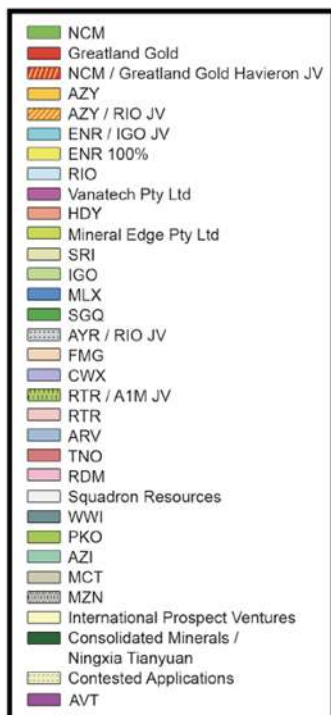 NCM
Greatland Gold
NCM / Greatland Gold Havieron JV
AZY
AZY / RIO JV
ENR / IGO JV
ENR 100%
RIO
Vanatech Pty Ltd
HDY
Mineral Edge Pty Ltd
SRI
IGO
MLX
SGQ
AYR / RIO JV
FMG
CWX
RTR / A1M JV
RTR
ARV
TNO
RDM
Squadron Resources
WWI
PKO
AZI
MCT
MZN
International Prospect Ventures
Consolidated Minerals /
Ningxia Tianyuan
Contested Applications
AVT